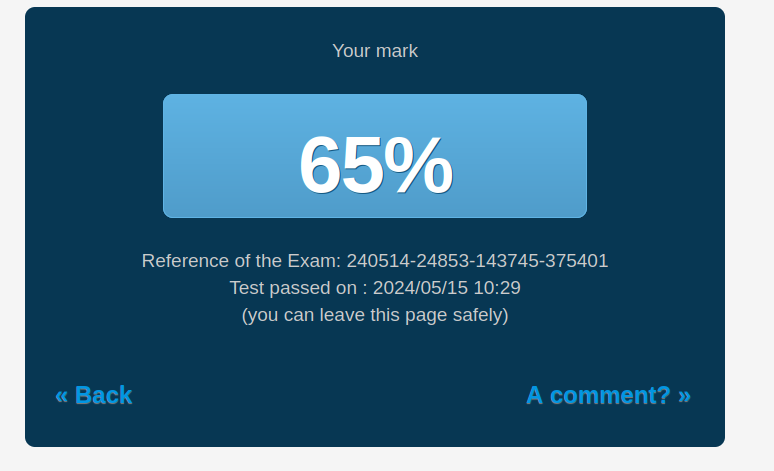 Your mark
65%
Reference of the Exam: 240514-24853-143745-375401
Test passed on : 2024/05/15 10:29
(you can leave this page safely)
« Back
A comment? »